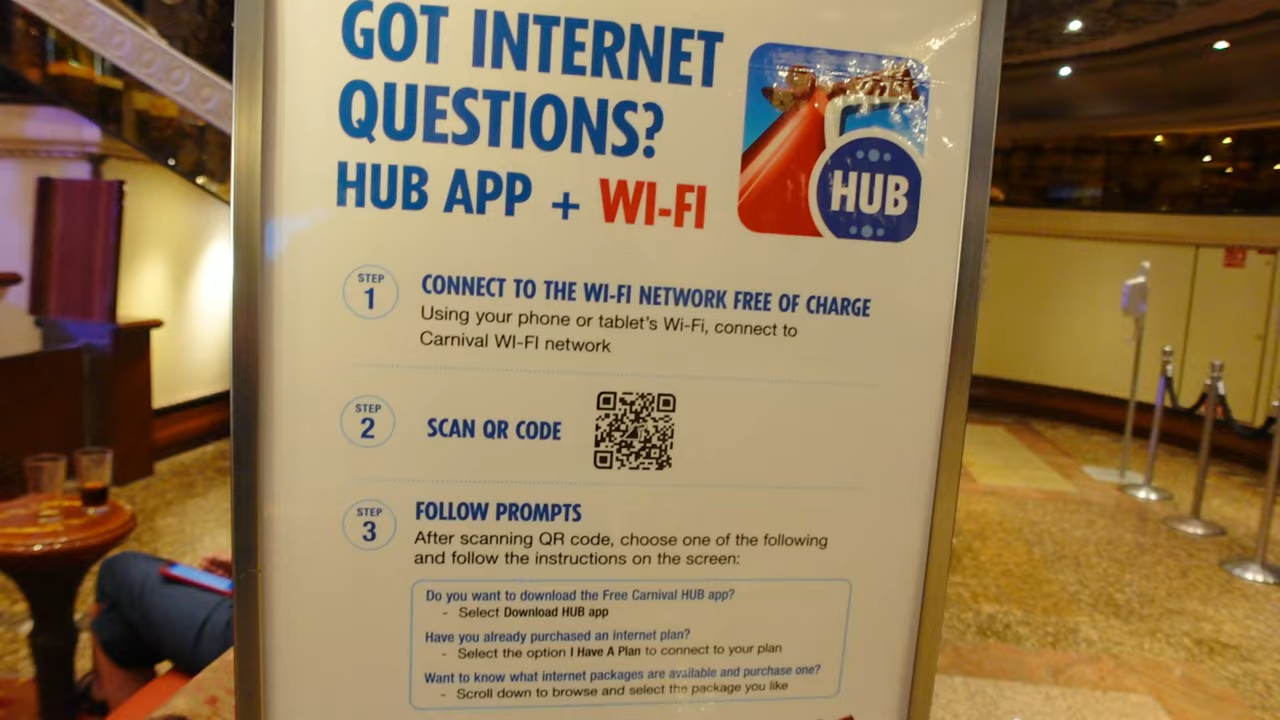 GOT INTERNET
QUESTIONS?
HUB APP + WI-FI
HUB
STEP
1
CONNECT TO THE WI-FI NETWORK FREE OF CHARGE
Using your phone or tablet's Wi-Fi, connect to
Carnival WI-FI network
STEP
2
SCAN QR CODE
STEP
3
FOLLOW PROMPTS
After scanning QR code, choose one of the following
and follow the instructions on the screen:
Do you want to download the Free Carnival HUB app?
- Select Download HUB app
Have you already purchased an internet plan?
- Select the option I Have A Plan to connect to your plan
Want to know what internet packages are available and purchase one?
- Scroll down to browse and select the package you like